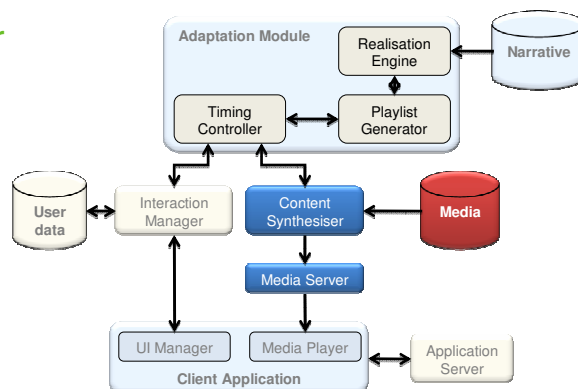 Adaptation Module
Realisation
Engine
Narrative
Timing
Controller
Playlist
Generator
User
data
Interaction
Manager
Content
Synthesiser
Media
Media Server
UI Manager
Media Player
Client Application
Application
Server